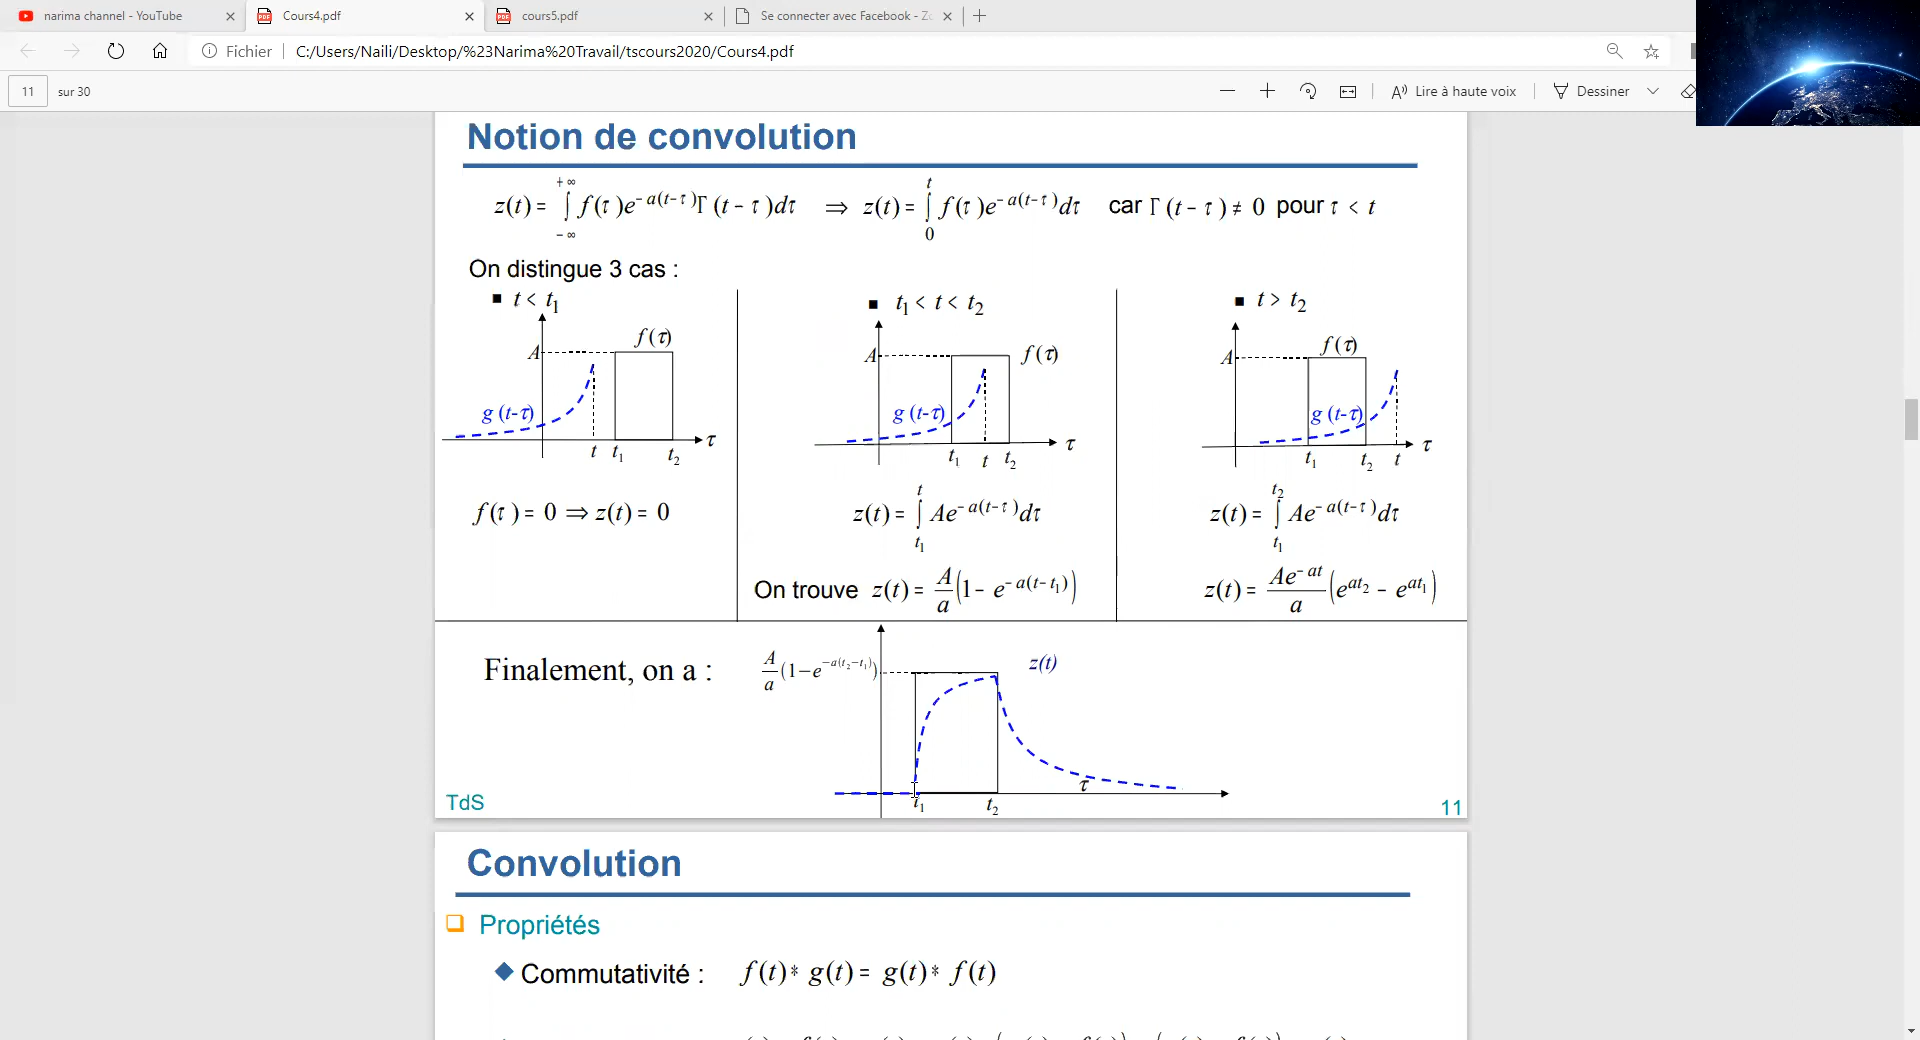 narima channel - YouTube
Cours4.pdf
cours5.pdf
Se connecter avec Facebook - Zo
Fichier
C:/Users/Naili/Desktop/%23Narima%20Travail/tscours2020/Cours4.pdf
11 sur 30
Lire à haute voix
Dessiner
Notion de convolution
z(t) = ∫_{-∞}^{+∞} f(τ)e^{-a(t-τ)}Γ(t-τ)dτ ⇒ z(t) = ∫_0^t f(τ)e^{-a(t-τ)}dτ car Γ(t-τ) ≠ 0 pour τ < t
On distingue 3 cas :
■ t < t1
A
f(τ)
g (t-τ)
t t1 t2
τ
f(τ) = 0 ⇒ z(t) = 0
■ t1 < t < t2
A
f(τ)
g (t-τ)
t1 t t2
τ
z(t) = ∫_{t1}^{t} Ae^{-a(t-τ)}dτ
On trouve z(t) = A/a (1 - e^{-a(t-t1)})
■ t > t2
A
f(τ)
g (t-τ)
t1 t2 t
τ
z(t) = ∫_{t1}^{t2} Ae^{-a(t-τ)}dτ
z(t) = Ae^{-at}/a (e^{at2} - e^{at1})
Finalement, on a :
A/a (1-e^{-a(t2-t1)})
z(t)
τ
t1 t2
TdS
11
Convolution
Propriétés
Commutativité : f(t)* g(t) = g(t)* f(t)